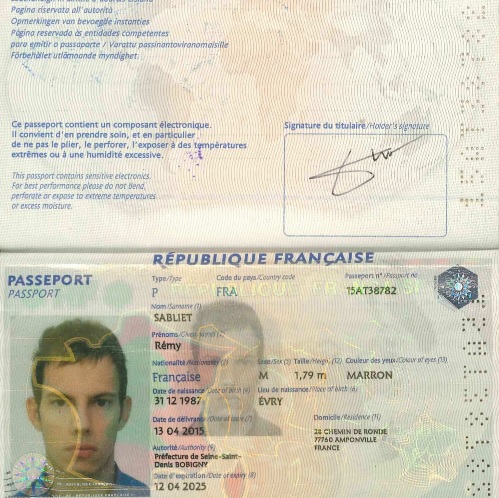 Pagina riservata all'autorità
Opmerkingen van bevoegde instanties
Página reservada às entidades competentes
para emitir o passaporte / Varattu passinantoviranomaisille
Förbehållet utlämnande myndighet.
Ce passeport contient un composant électronique.
Il convient d'en prendre soin, et en particulier
de ne pas le plier, le perforer, l'exposer à des températures
extrêmes ou à une humidité excessive.
This passport contains sensitive electronics.
For best performance please do not bend,
perforate or expose to extreme temperatures
or excess moisture.
Signature du titulaire/Holder's signature
RÉPUBLIQUE FRANÇAISE
PASSEPORT
PASSPORT
Type/Type
Code du pays/Country code
Passeport n°/Passport no
P
FRA
15AT38782
Nom/Surname (1)
SABLIET
Prénoms/Given names (2)
Rémy
Nationalité/Nationality (3)
Sexe/Sex (5) Taille/Height (12) Couleur des yeux/Colour of eyes (13)
Française M 1,79 m MARRON
Date de naissance/Date of birth (4)
Lieu de naissance/Place of birth (6)
31 12 1987
ÉVRY
Date de délivrance/Date of issue (7)
Domicile/Residence (11)
13 04 2015
28 CHEMIN DE RONDE
77760 AMPONVILLE
FRANCE
Autorité/Authority (9)
Préfecture de Seine-Saint-
Denis BOBIGNY
Date d'expiration/Date of expiry (8)
12 04 2025